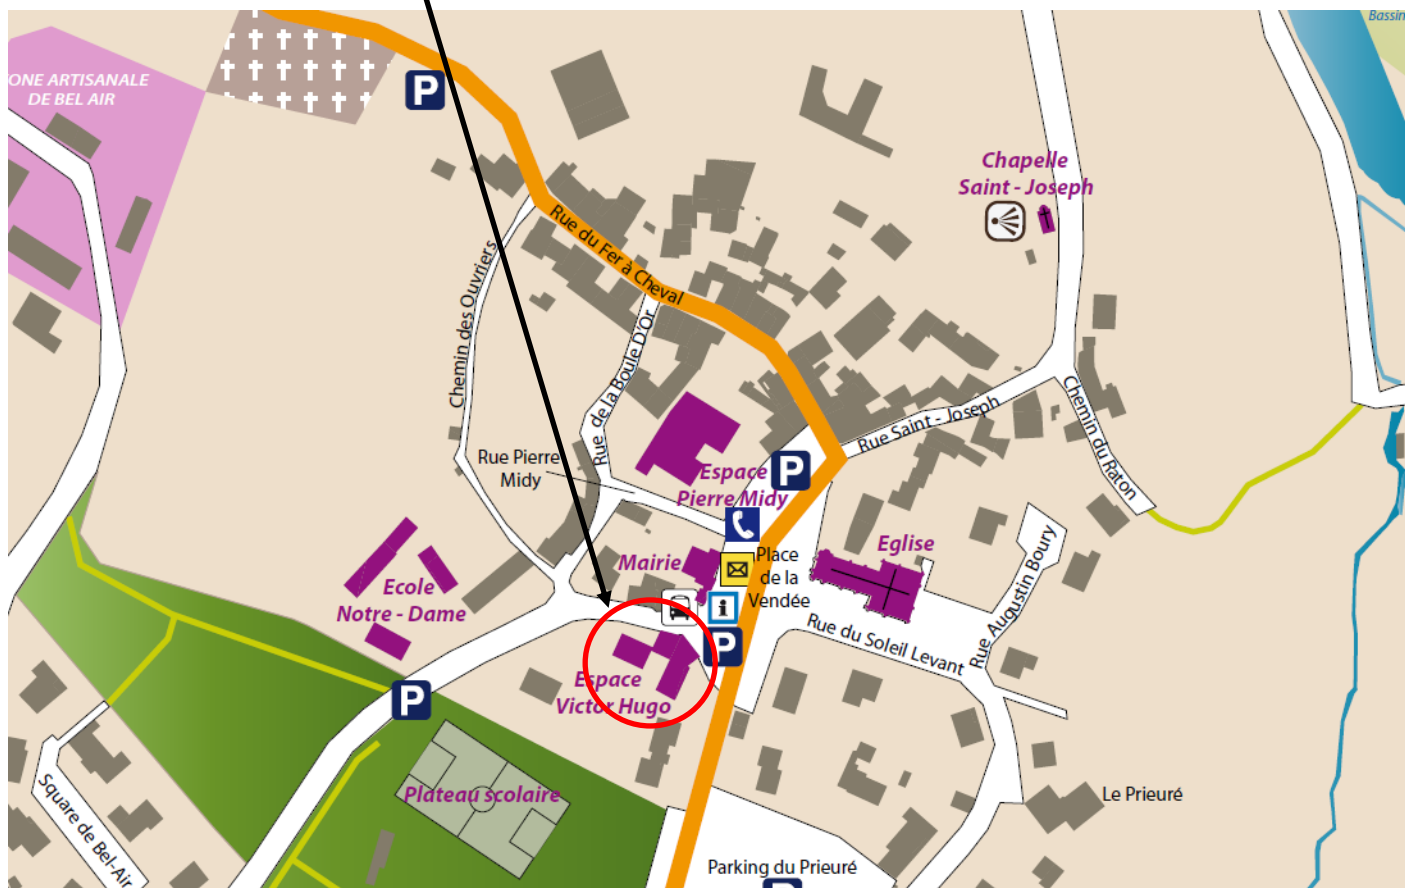 Bassin
ONE ARTISANALE
DE BEL AIR
P
Chapelle
Saint - Joseph
Rue du Fer à Cheval
Chemin des Ouvriers
Rue de la Boule D'Or
Chemin du Raton
Rue Saint - Joseph
Rue Pierre
Midy
Espace
Pierre Midy
P
Eglise
Mairie
Place
de la
Vendée
Rue Augustin Boury
Ecole
Notre - Dame
i
Rue du Soleil Levant
P
Espace
Victor Hugo
P
Plateau scolaire
Square de Bel-Air
Le Prieuré
Parking du Prieuré
P